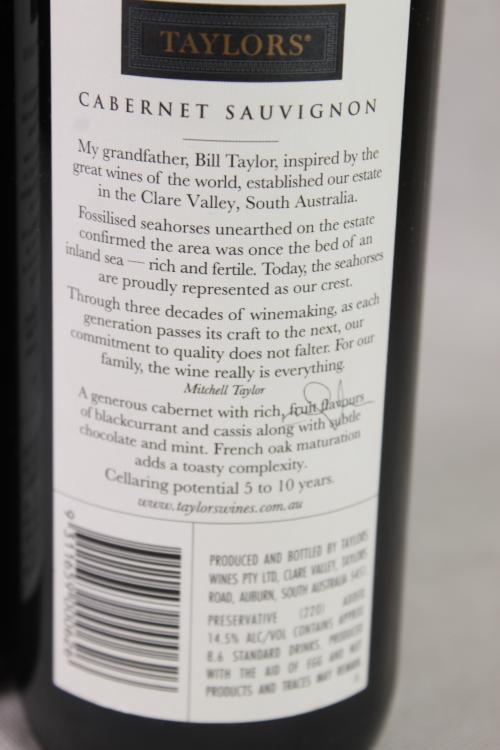 TAYLORS®
CABERNET SAUVIGNON
My grandfather, Bill Taylor, inspired by the
great wines of the world, established our estate
in the Clare Valley, South Australia.
Fossilised seahorses unearthed on the estate
confirmed the area was once the bed of an
inland sea — rich and fertile. Today, the seahorses
are proudly represented as our crest.
Through three decades of winemaking, as each
generation passes its craft to the next, our
commitment to quality does not falter. For our
family, the wine really is everything.
Mitchell Taylor
A generous cabernet with rich, fruit flavours
of blackcurrant and cassis along with subtle
chocolate and mint. French oak maturation
adds a toasty complexity.
Cellaring potential 5 to 10 years.
www.taylorswines.com.au
PRODUCED AND BOTTLED BY TAYLORS
WINES PTY LTD, CLARE VALLEY, TAYLORS
ROAD, AUBURN, SOUTH AUSTRALIA 5451
PRESERVATIVE (220) ADDED
14.5% ALC/VOL CONTAINS APPROX
8.6 STANDARD DRINKS. PRODUCED
WITH THE AID OF EGG AND MILK
PRODUCTS AND TRACES MAY REMAIN